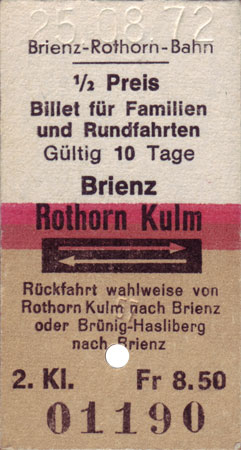 25.08.72
Brienz-Rothorn-Bahn
½ Preis
Billet für Familien
und Rundfahrten
Gültig 10 Tage
Brienz
Rothorn Kulm
Rückfahrt wahlweise von
Rothorn Kulm nach Brienz
oder Brünig-Hasliberg
nach Brienz
2. Kl. Fr 8.50
01190